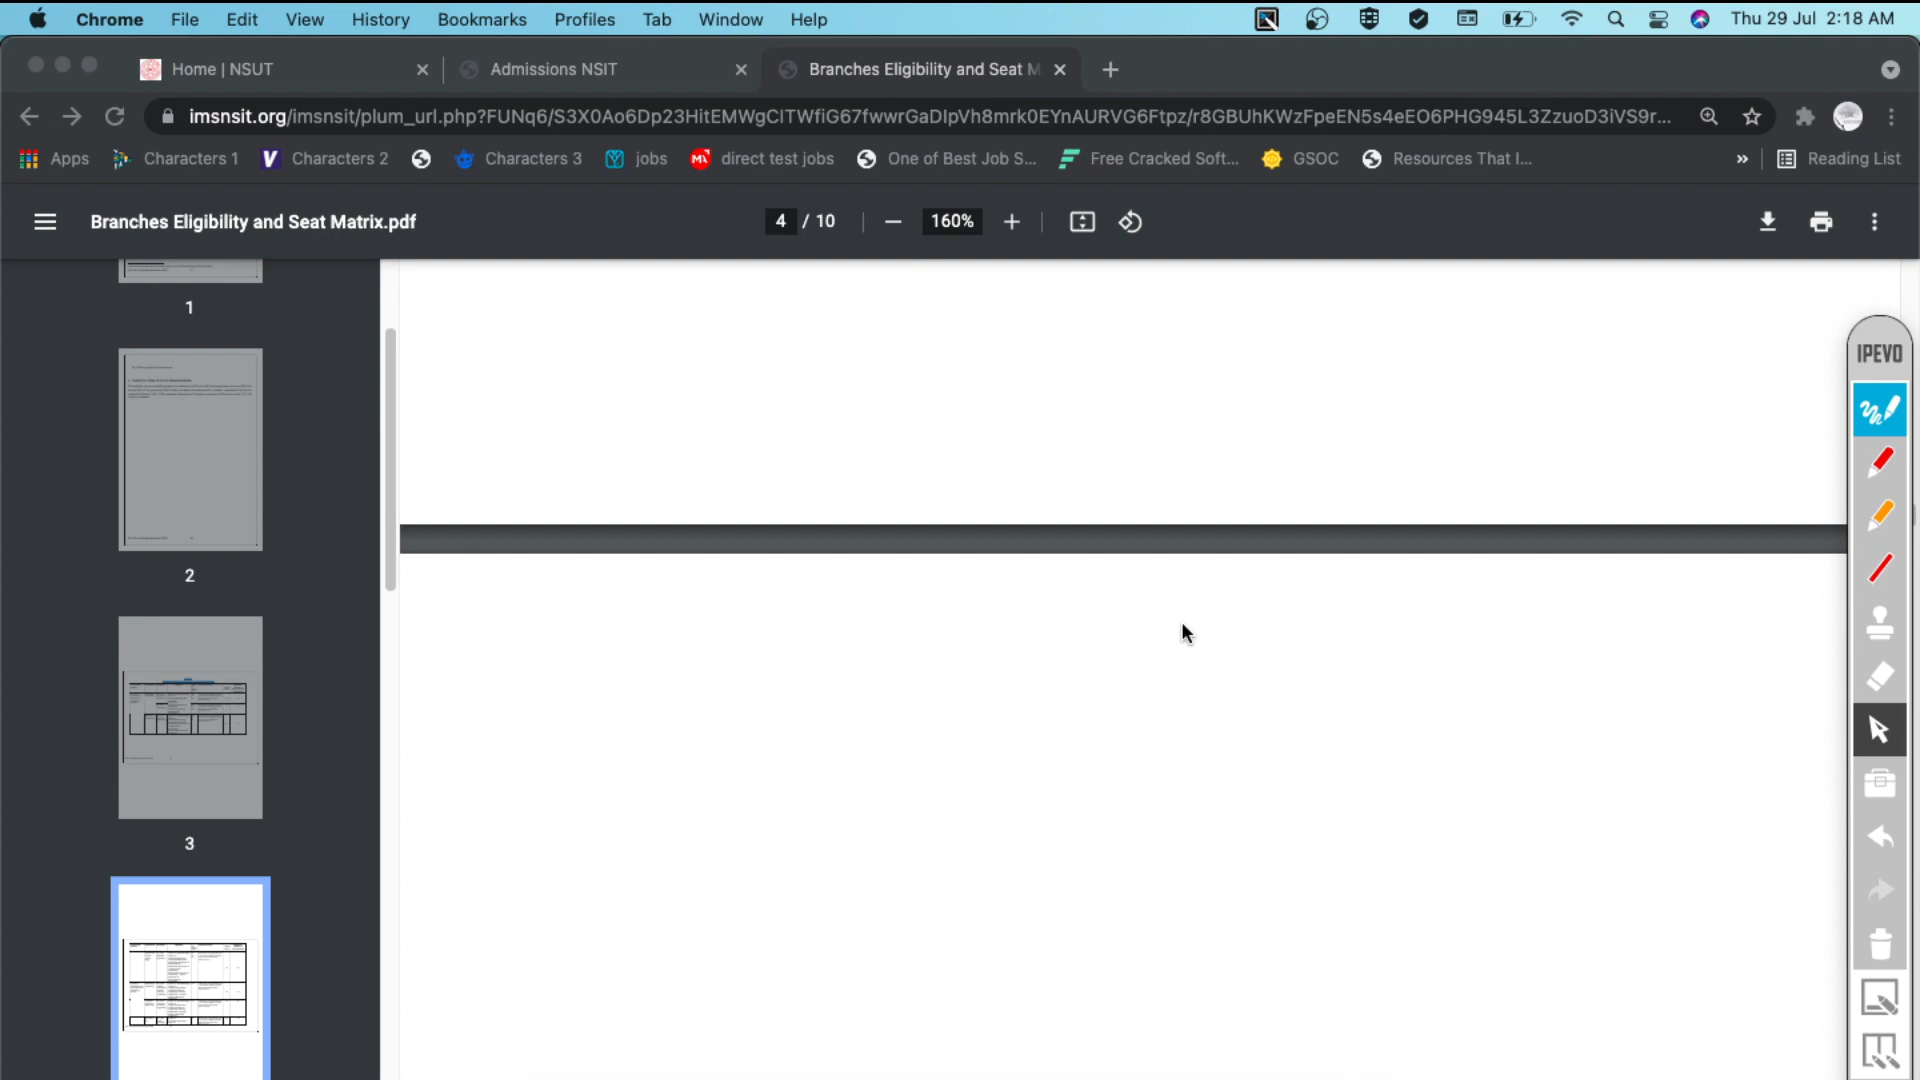 Chrome File Edit View History Bookmarks Profiles Tab Window Help Thu 29 Jul 2:18 AM
Home | NSUT Admissions NSIT Branches Eligibility and Seat M
imsnsit.org/imsnsit/plum_url.php?FUNq6/S3X0Ao6Dp23HitEMWgCITWfiG67fwwrGaDIpVh8mrk0EYnAURVG6Ftpz/r8GBUhKWzFpeEN5s4eEO6PHG945L3ZzuoD3iVS9r...
Apps Characters 1 Characters 2 Characters 3 jobs direct test jobs One of Best Job S... Free Cracked Soft... GSOC Resources That I... » Reading List
Branches Eligibility and Seat Matrix.pdf 4 / 10 160%
1
IPEVO
2
3